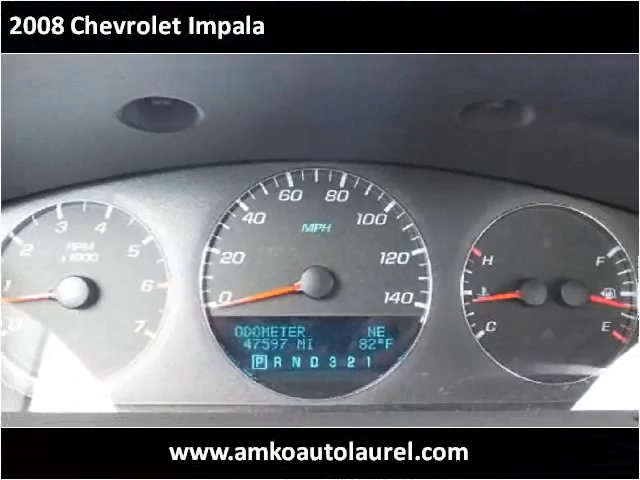 2008 Chevrolet Impala
60 80
40 100
MPH
20 120
0 140
1 2 3 4 5 6 7
RPM
x 1000
H
C
F
E
ODOMETER NE
47597 MI 82°F
P R N D 3 2 1
www.amkoautolaurel.com